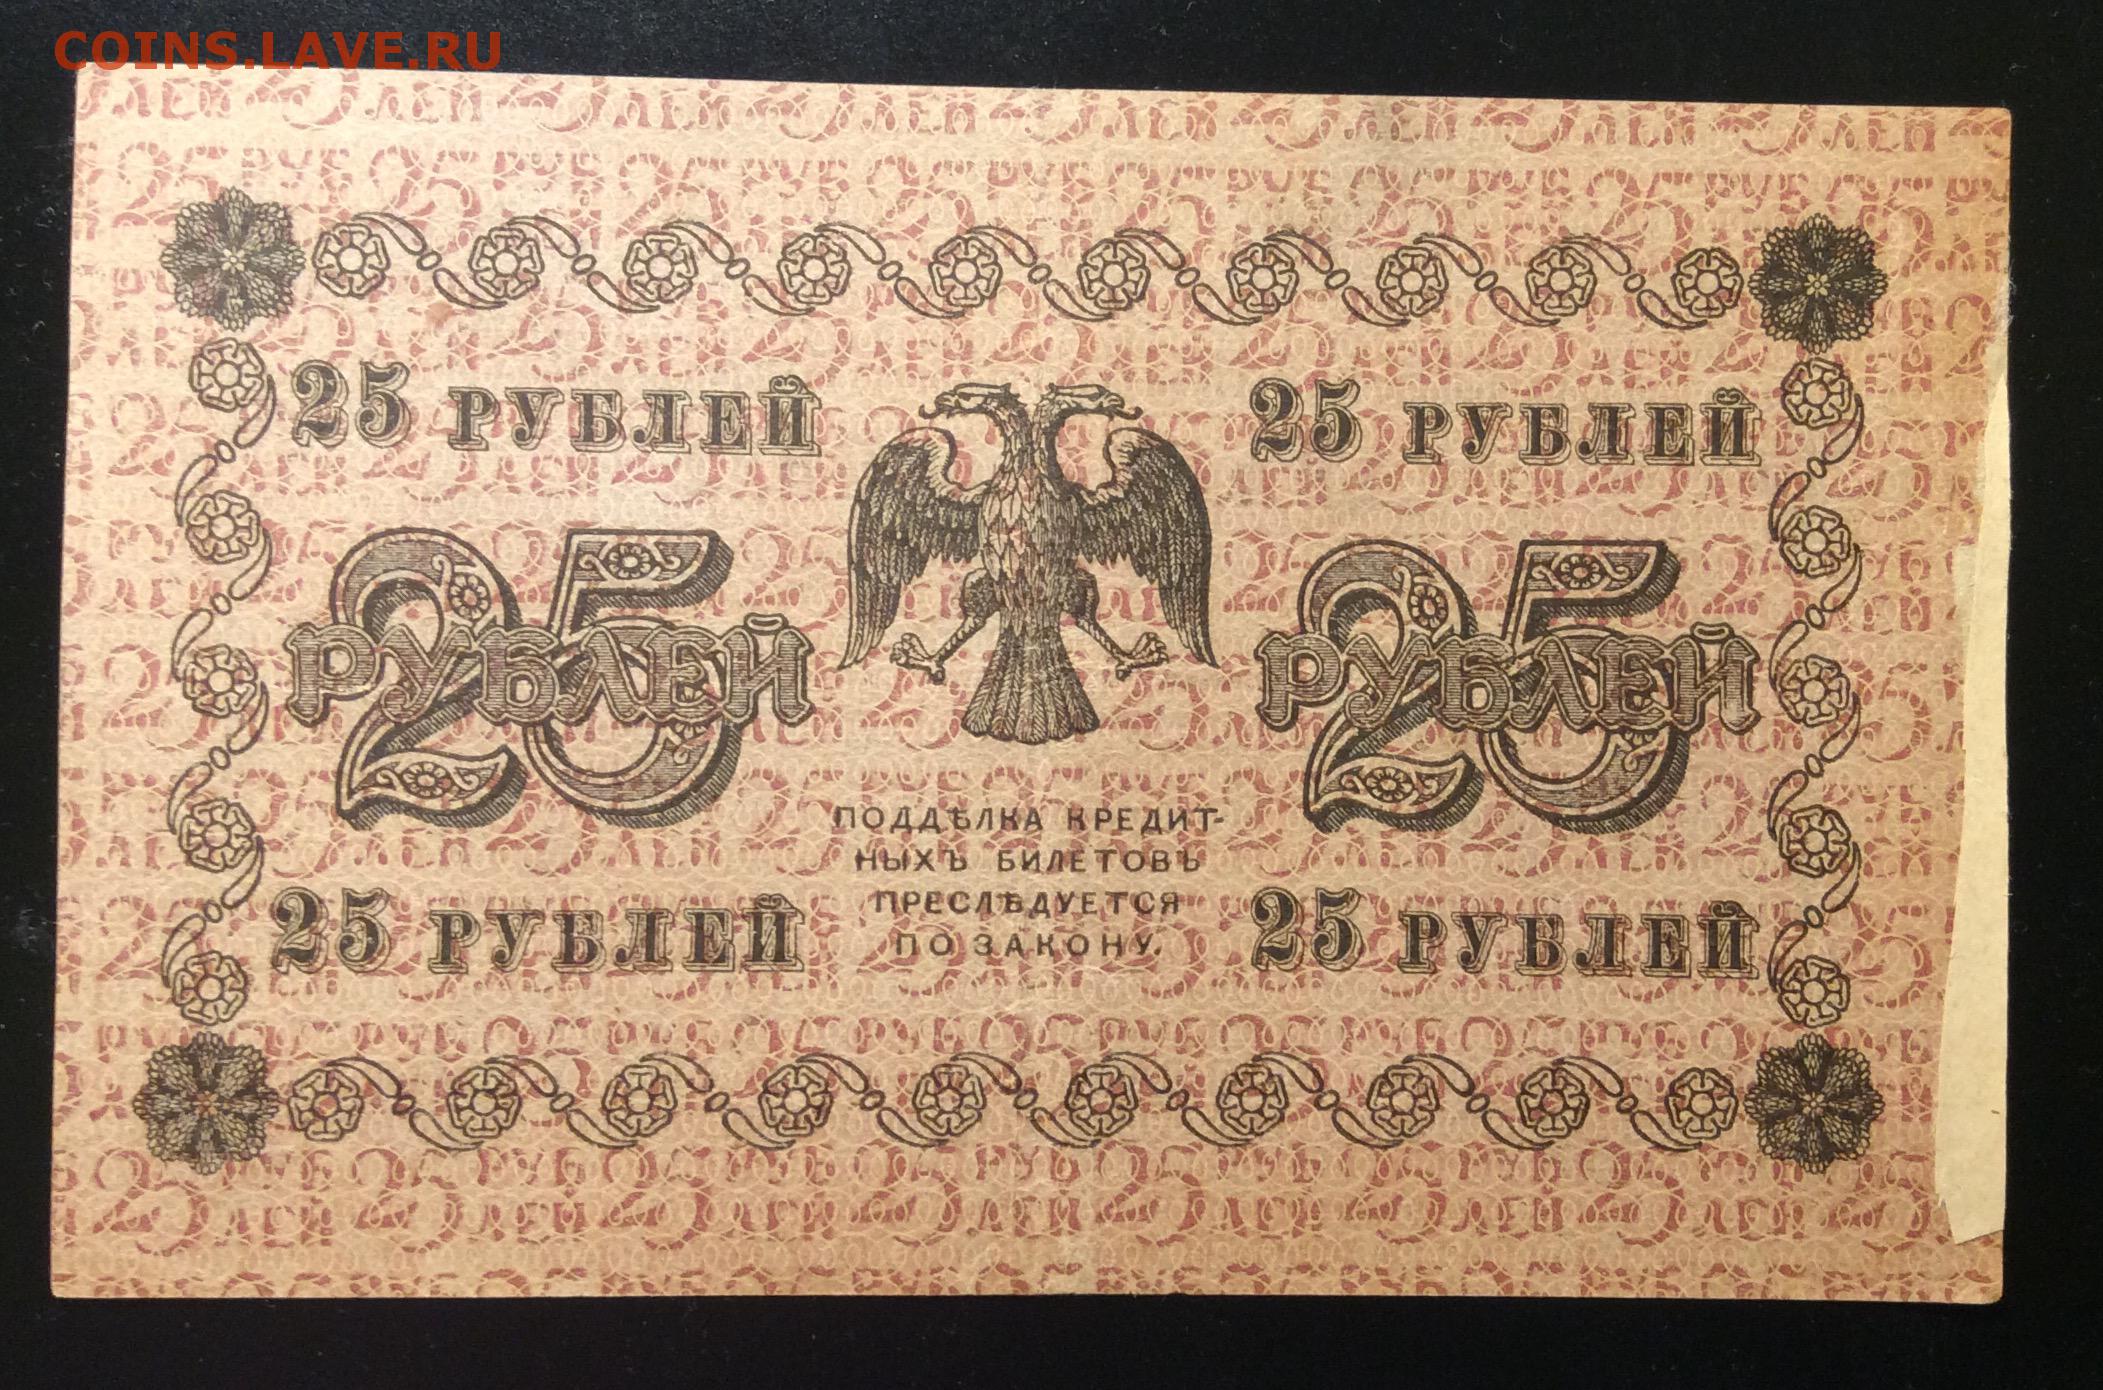 COINS.LAVE.RU
25 РУБЛЕЙ
25 РУБЛЕЙ
25 РУБЛЕЙ
25 РУБЛЕЙ
ПОДДѢЛКА КРЕДИТ-
НЫХЪ БИЛЕТОВЪ
ПРЕСЛѢДУЕТСЯ
ПО ЗАКОНУ.
25 РУБЛЕЙ
25 РУБЛЕЙ